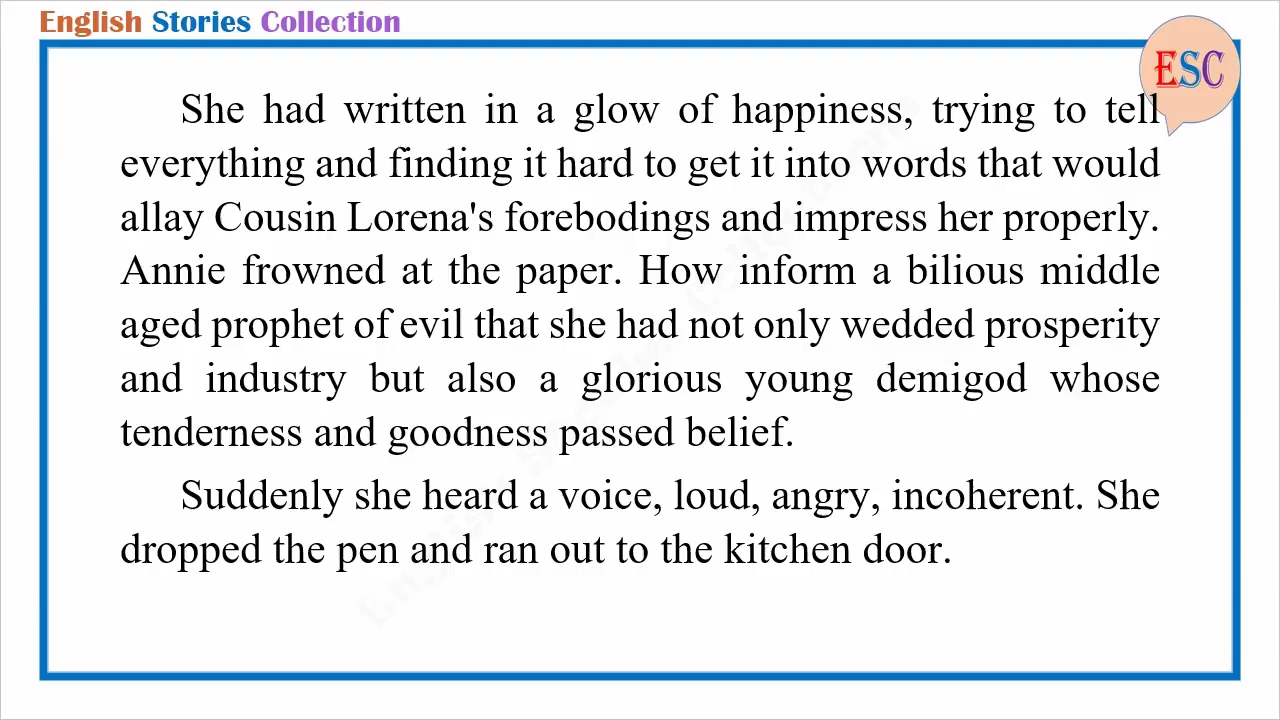 English Stories Collection
ESC
She had written in a glow of happiness, trying to tell
everything and finding it hard to get it into words that would
allay Cousin Lorena's forebodings and impress her properly.
Annie frowned at the paper. How inform a bilious middle
aged prophet of evil that she had not only wedded prosperity
and industry but also a glorious young demigod whose
tenderness and goodness passed belief.
Suddenly she heard a voice, loud, angry, incoherent. She
dropped the pen and ran out to the kitchen door.